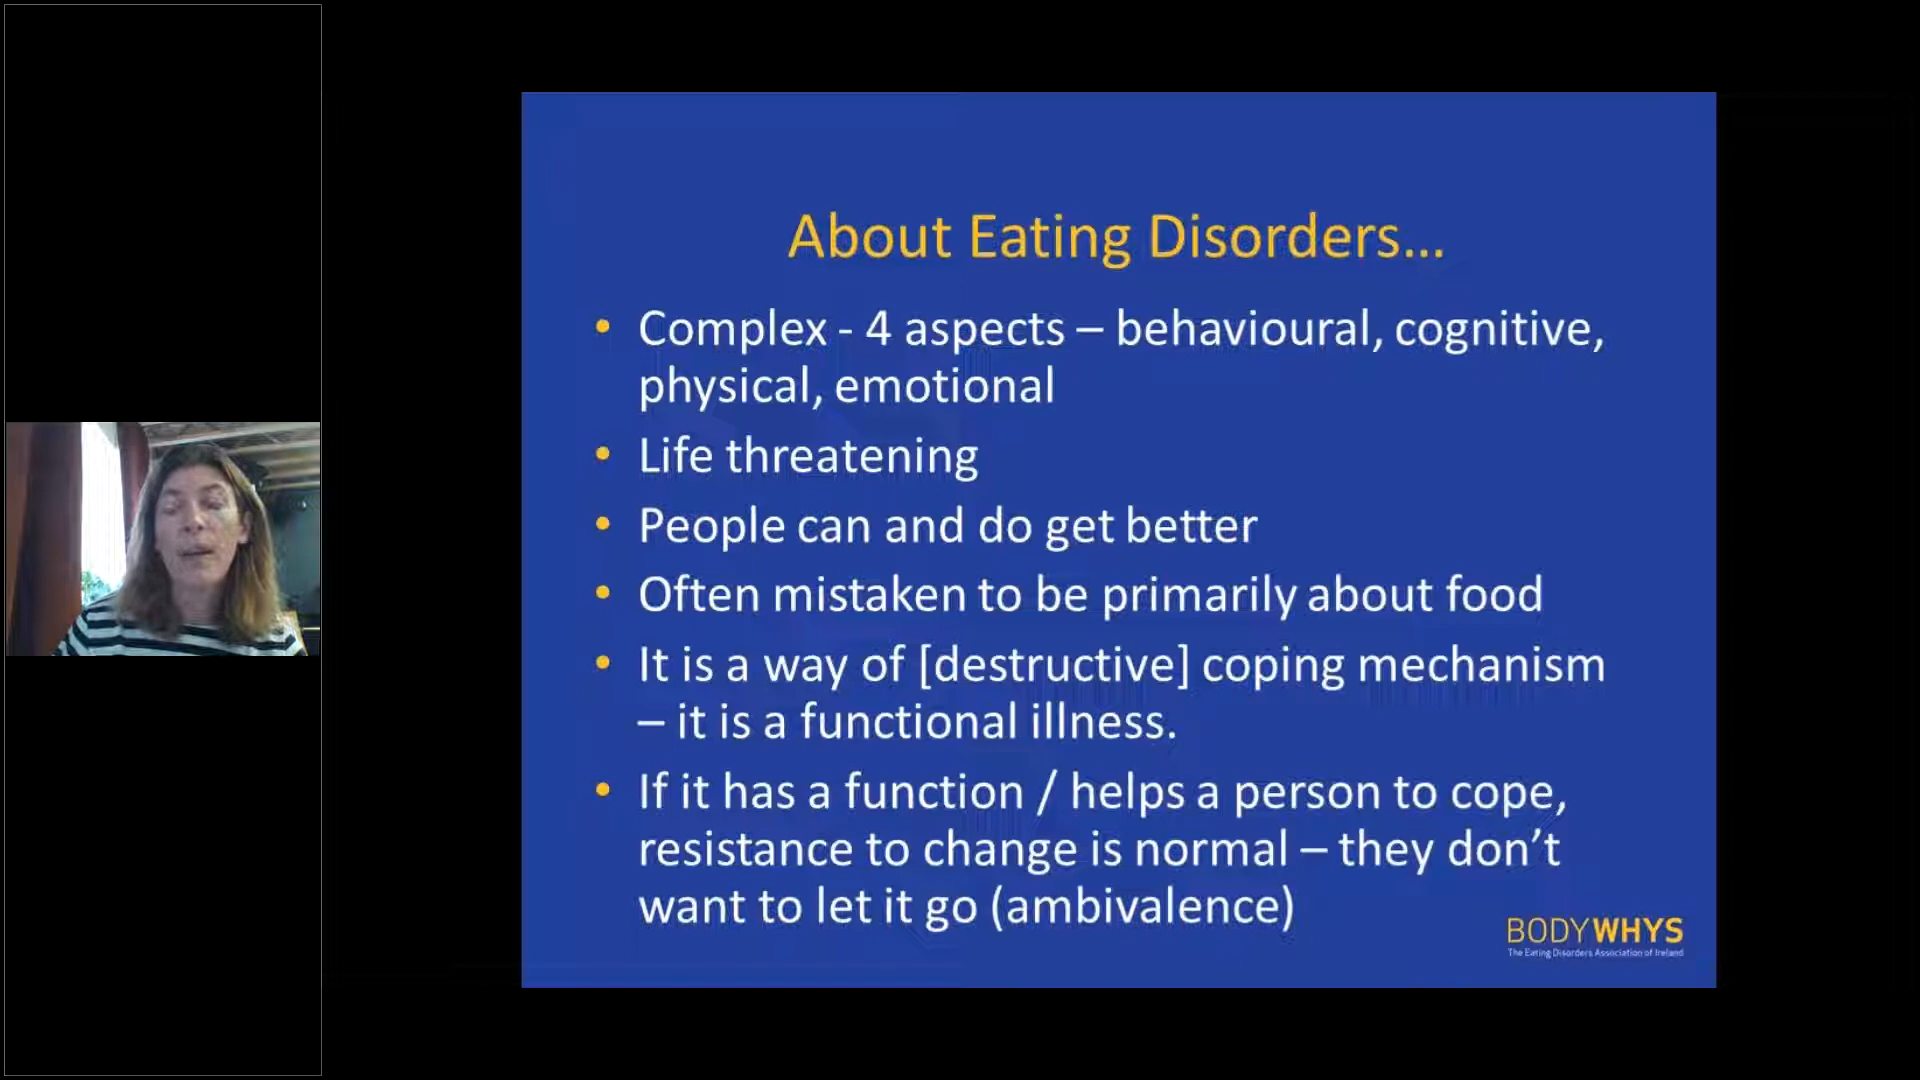 About Eating Disorders...
• Complex - 4 aspects – behavioural, cognitive,
physical, emotional
• Life threatening
• People can and do get better
• Often mistaken to be primarily about food
• It is a way of [destructive] coping mechanism
– it is a functional illness.
• If it has a function / helps a person to cope,
resistance to change is normal – they don’t
want to let it go (ambivalence)
BODYWHYS
The Eating Disorders Association of Ireland